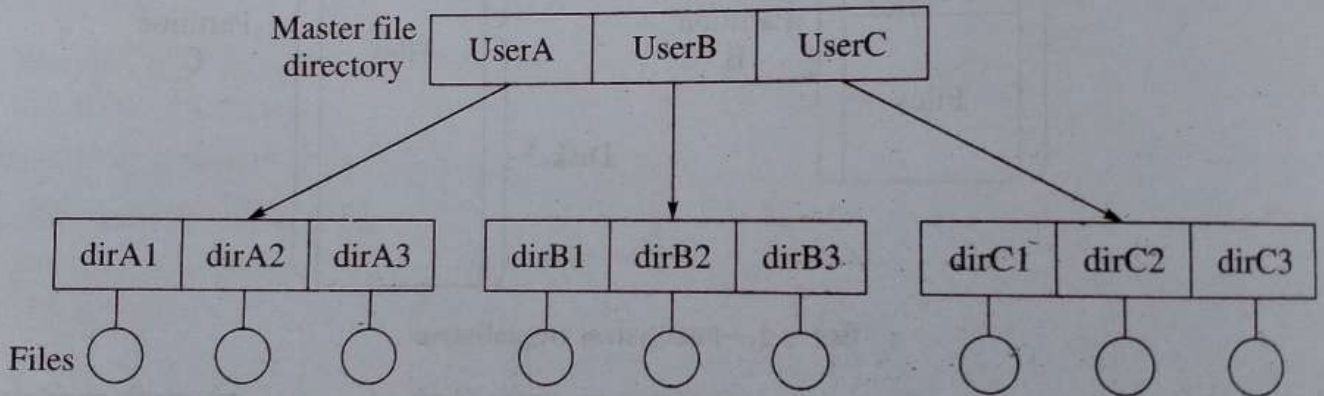 Master file
directory
UserA UserB UserC
dirA1 dirA2 dirA3 dirB1 dirB2 dirB3 dirC1 dirC2 dirC3
Files